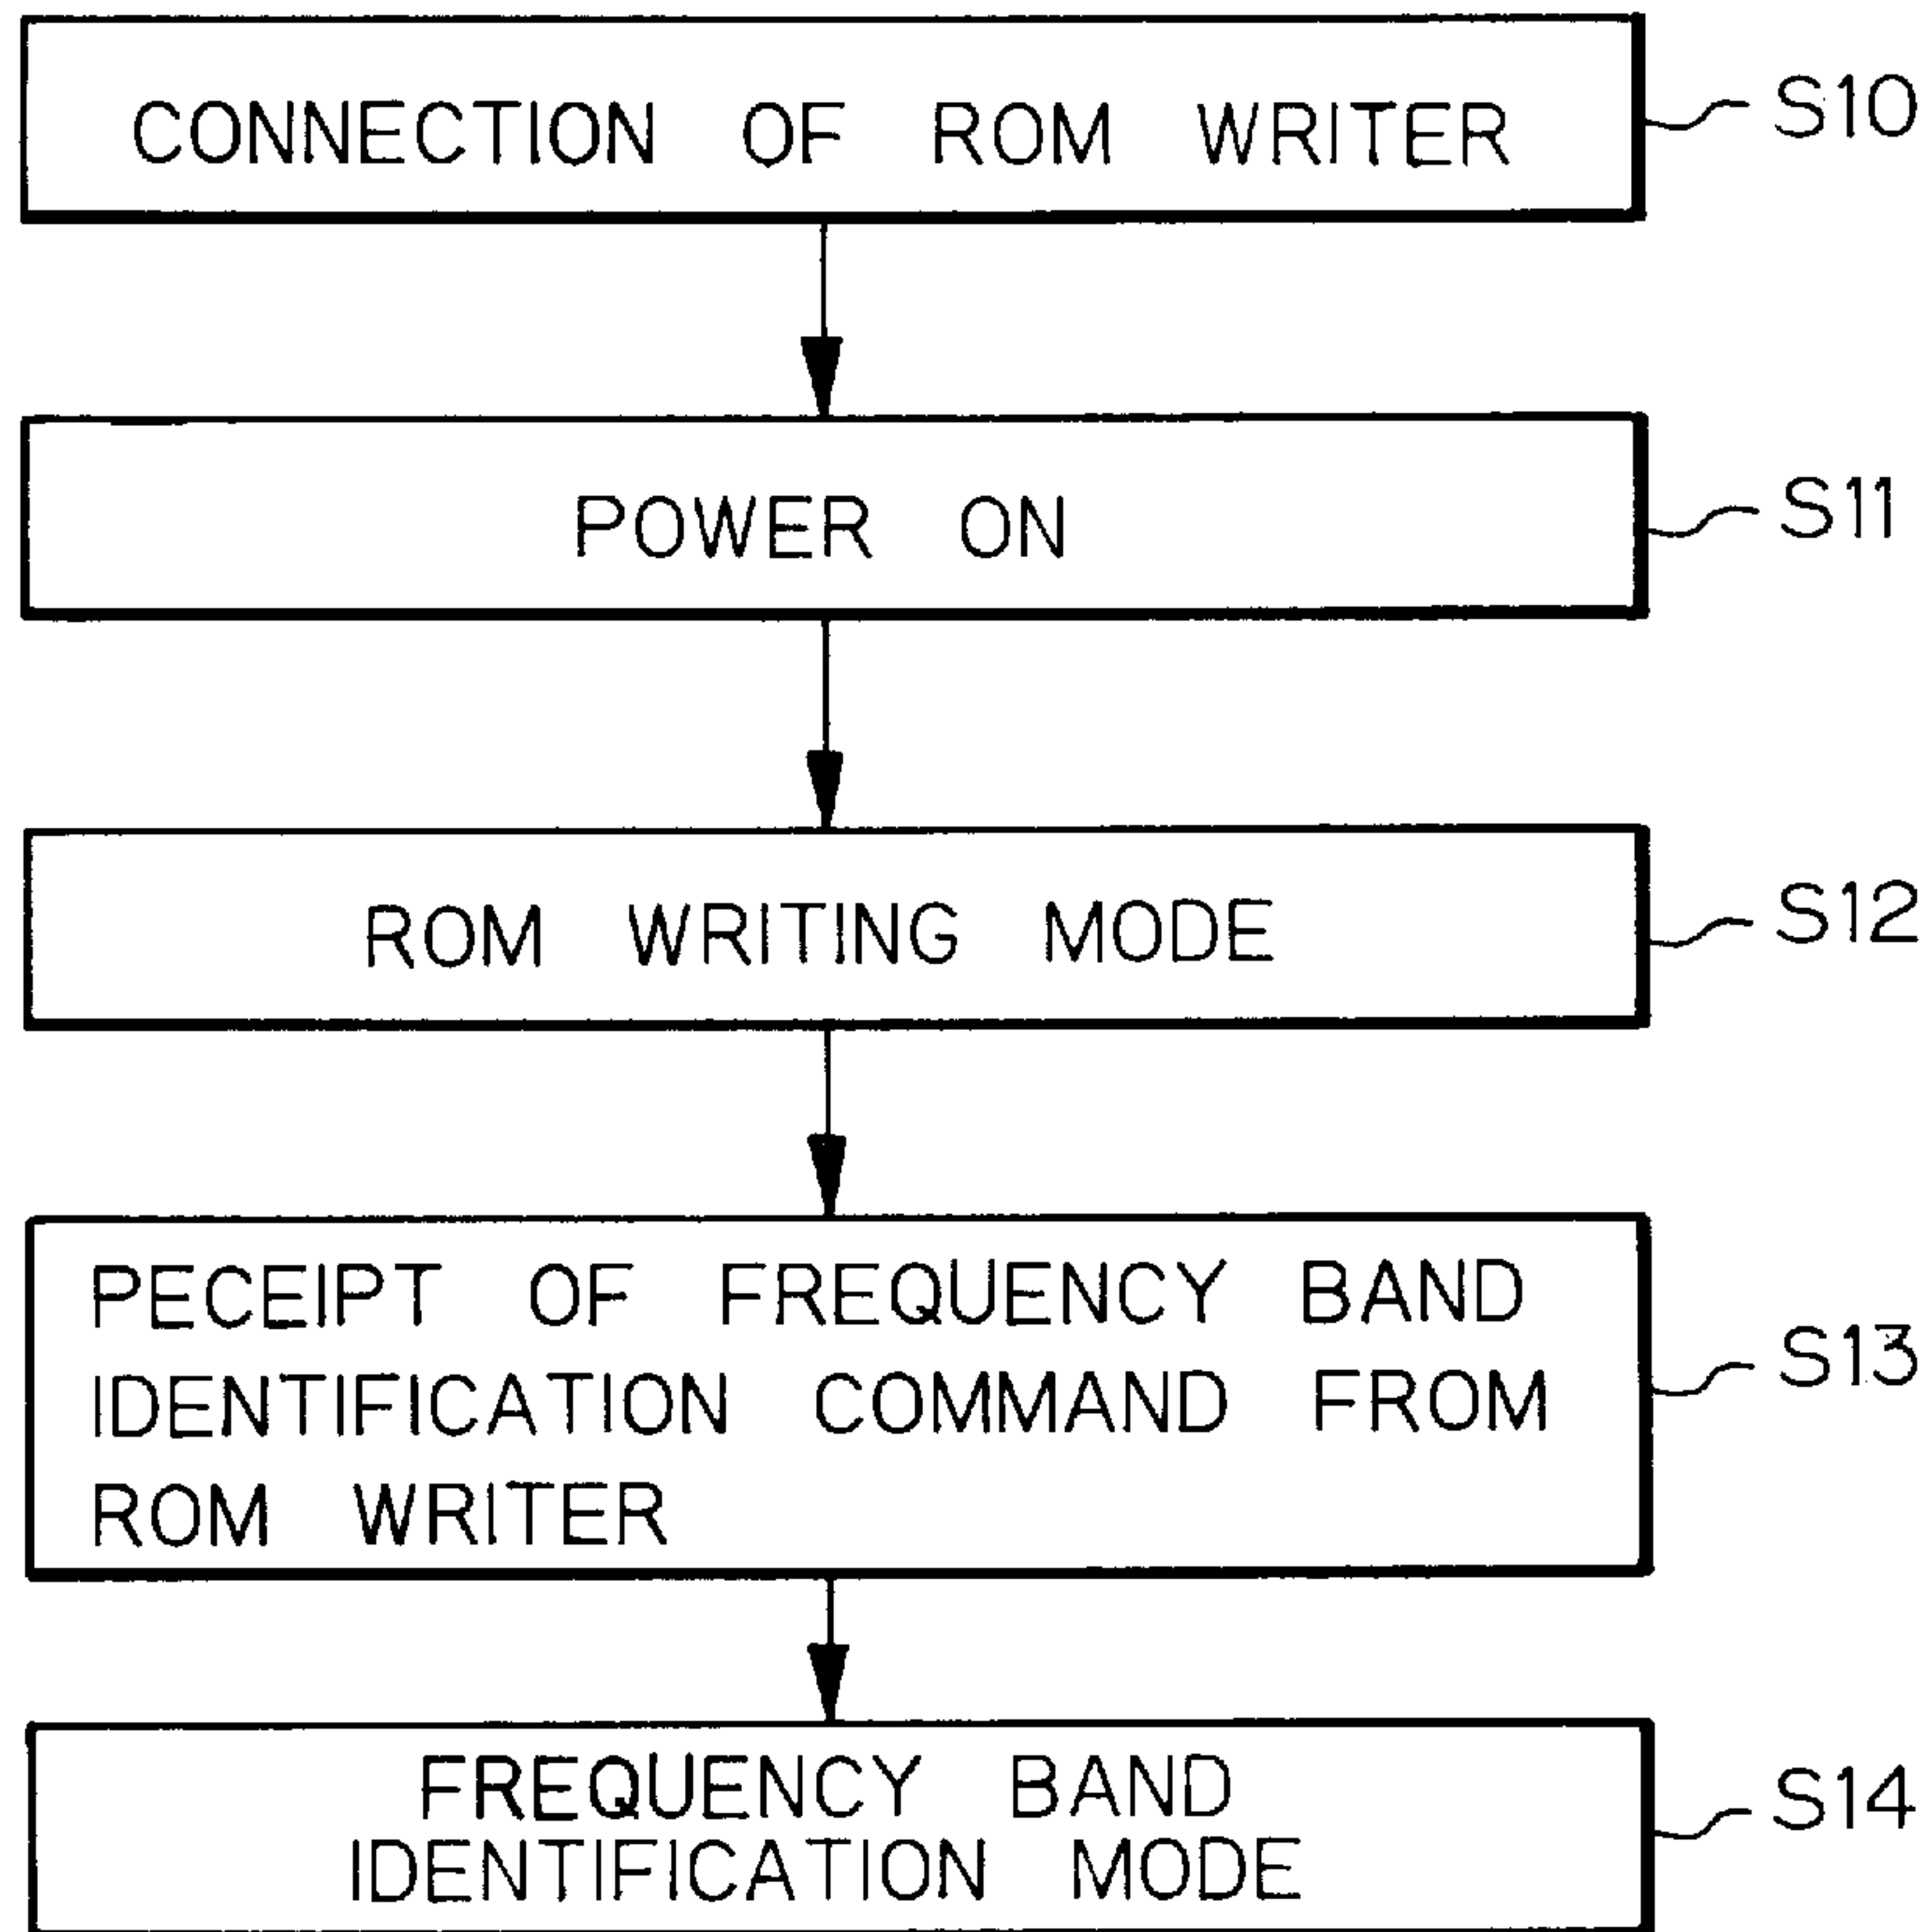 CONNECTION OF ROM WRITER S10
POWER ON S11
ROM WRITING MODE S12
PECEIPT OF FREQUENCY BAND
IDENTIFICATION COMMAND FROM
ROM WRITER
S13
FREQUENCY BAND
IDENTIFICATION MODE
S14